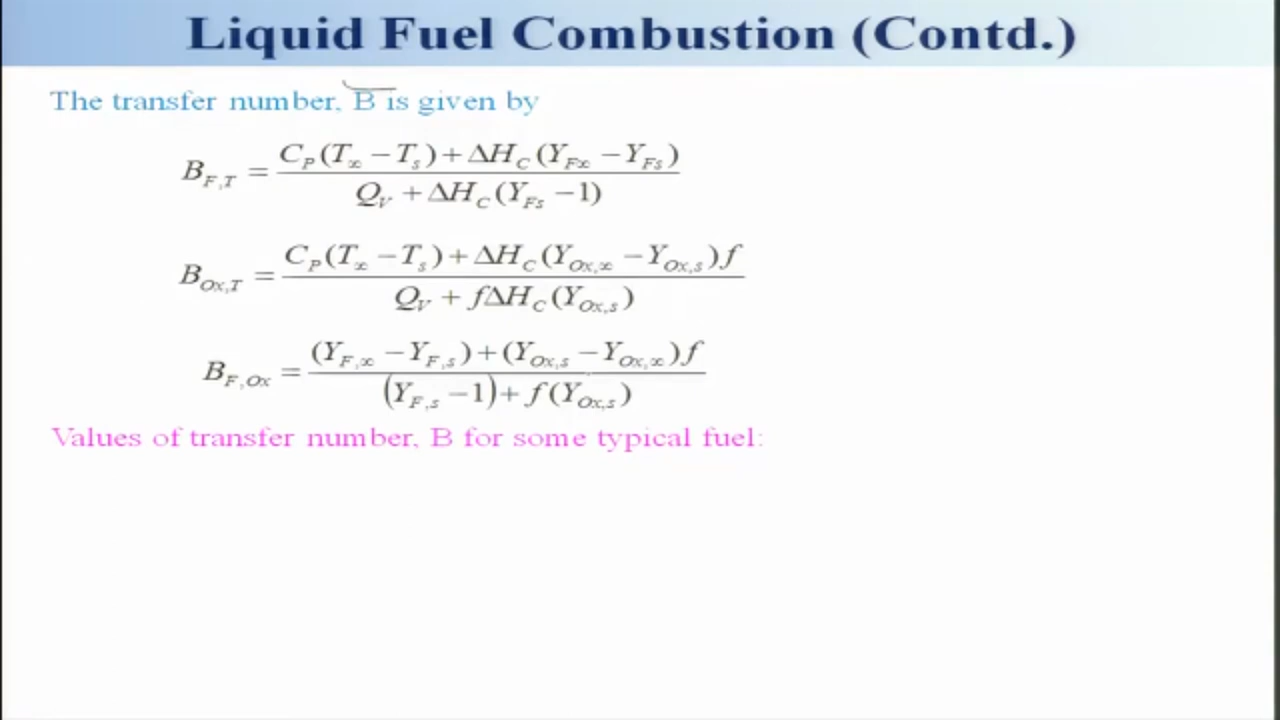 Liquid Fuel Combustion (Contd.)
The transfer number, B is given by
B_{F,T} = \frac{C_P(T_∞ − T_s) + ΔH_C(Y_{F∞} − Y_{Fs})}{Q_V + ΔH_C(Y_{Fs} − 1)}
B_{Ox,T} = \frac{C_P(T_∞ − T_s) + ΔH_C(Y_{Ox,∞} − Y_{Ox,s})f}{Q_V + fΔH_C(Y_{Ox,s})}
B_{F,Ox} = \frac{(Y_{F,∞} − Y_{F,s}) + (Y_{Ox,s} − Y_{Ox,∞})f}{(Y_{F,s} − 1) + f(Y_{Ox,s})}
Values of transfer number, B for some typical fuel: